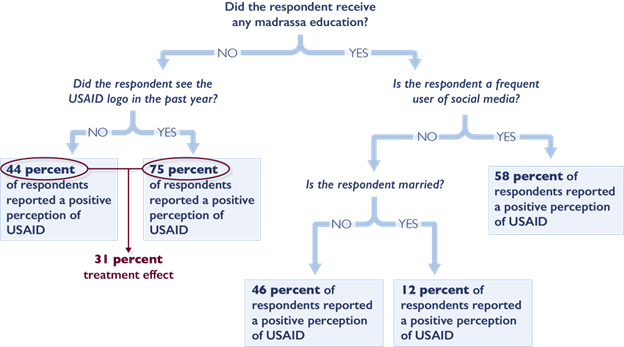 Did the respondent receive
any madrassa education?
NO
YES
Did the respondent see the
USAID logo in the past year?
Is the respondent a frequent
user of social media?
NO
YES
NO
YES
44 percent
of respondents
reported a positive
perception of
USAID
75 percent
of respondents
reported a positive
perception of
USAID
Is the respondent married?
58 percent of
respondents reported
a positive perception
of USAID
NO
YES
31 percent
treatment effect
46 percent of
respondents reported
a positive perception
of USAID
12 percent of
respondents reported
a positive perception
of USAID